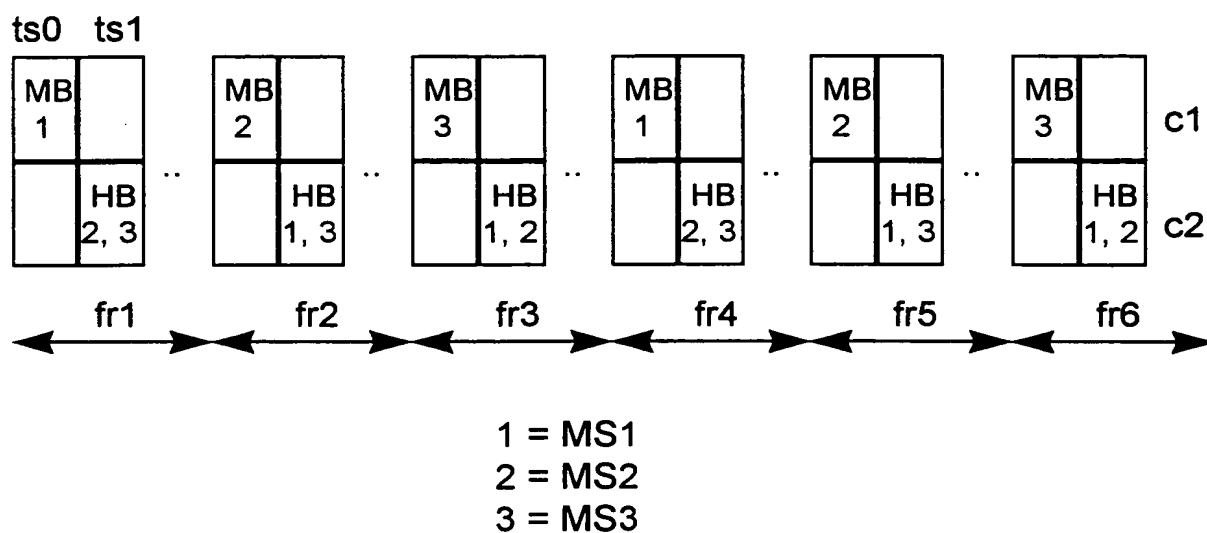 ts0 ts1
MB MB MB MB MB MB
1 2 3 1 2 3 c1
.. .. .. .. ..
HB HB HB HB HB HB
2, 3 1, 3 1, 2 2, 3 1, 3 1, 2 c2
fr1 fr2 fr3 fr4 fr5 fr6
1 = MS1
2 = MS2
3 = MS3